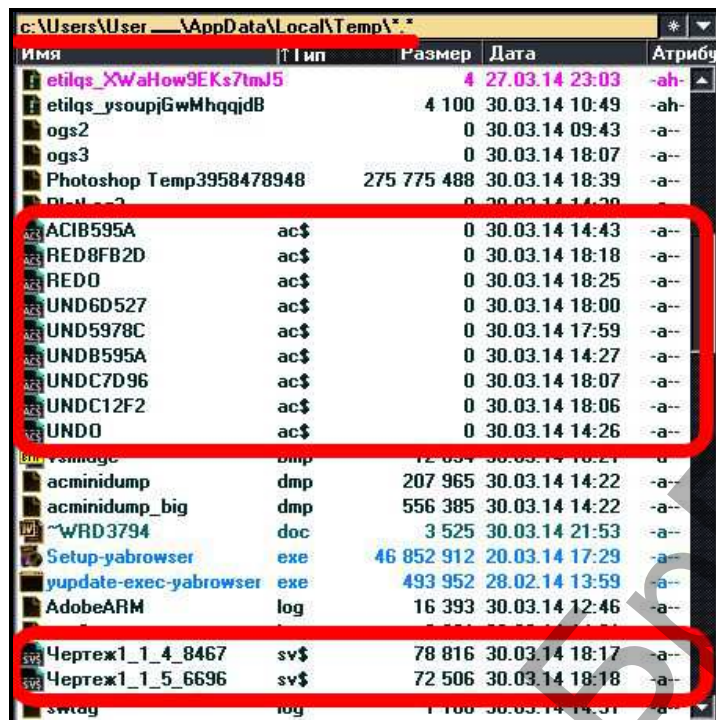 c:\Users\User \AppData\Local\Temp\*.*
Имя ↑Тип Размер Дата Атрибу
etilqs_XWaHow9EKs7tmJ5 4 27.03.14 23:03 -ah-
etilqs_ysoupjGwMhqqjdB 4 100 30.03.14 10:49 -ah-
ogs2 0 30.03.14 09:43 -a--
ogs3 0 30.03.14 18:07 -a--
Photoshop Temp3958478948 275 775 488 30.03.14 18:39 -a--
ACIB595A ac$ 0 30.03.14 14:43 -a--
RED8FB2D ac$ 0 30.03.14 18:18 -a--
RED0 ac$ 0 30.03.14 18:25 -a--
UND6D527 ac$ 0 30.03.14 18:00 -a--
UND5978C ac$ 0 30.03.14 17:59 -a--
UNDB595A ac$ 0 30.03.14 14:27 -a--
UNDC7D96 ac$ 0 30.03.14 18:07 -a--
UNDC12F2 ac$ 0 30.03.14 18:06 -a--
UND0 ac$ 0 30.03.14 14:26 -a--
acminidump dmp 207 965 30.03.14 14:22 -a--
acminidump_big dmp 556 385 30.03.14 14:22 -a--
~WRD3794 doc 3 525 30.03.14 21:53 -a--
Setup-yabrowser exe 46 852 912 20.03.14 17:29 -a--
yupdate-exec-yabrowser exe 493 952 28.02.14 13:59 -a--
AdobeARM log 16 393 30.03.14 12:46 -a--
Чертеж1_1_4_8467 sv$ 78 816 30.03.14 18:17 -a--
Чертеж1_1_5_6696 sv$ 72 506 30.03.14 18:18 -a--